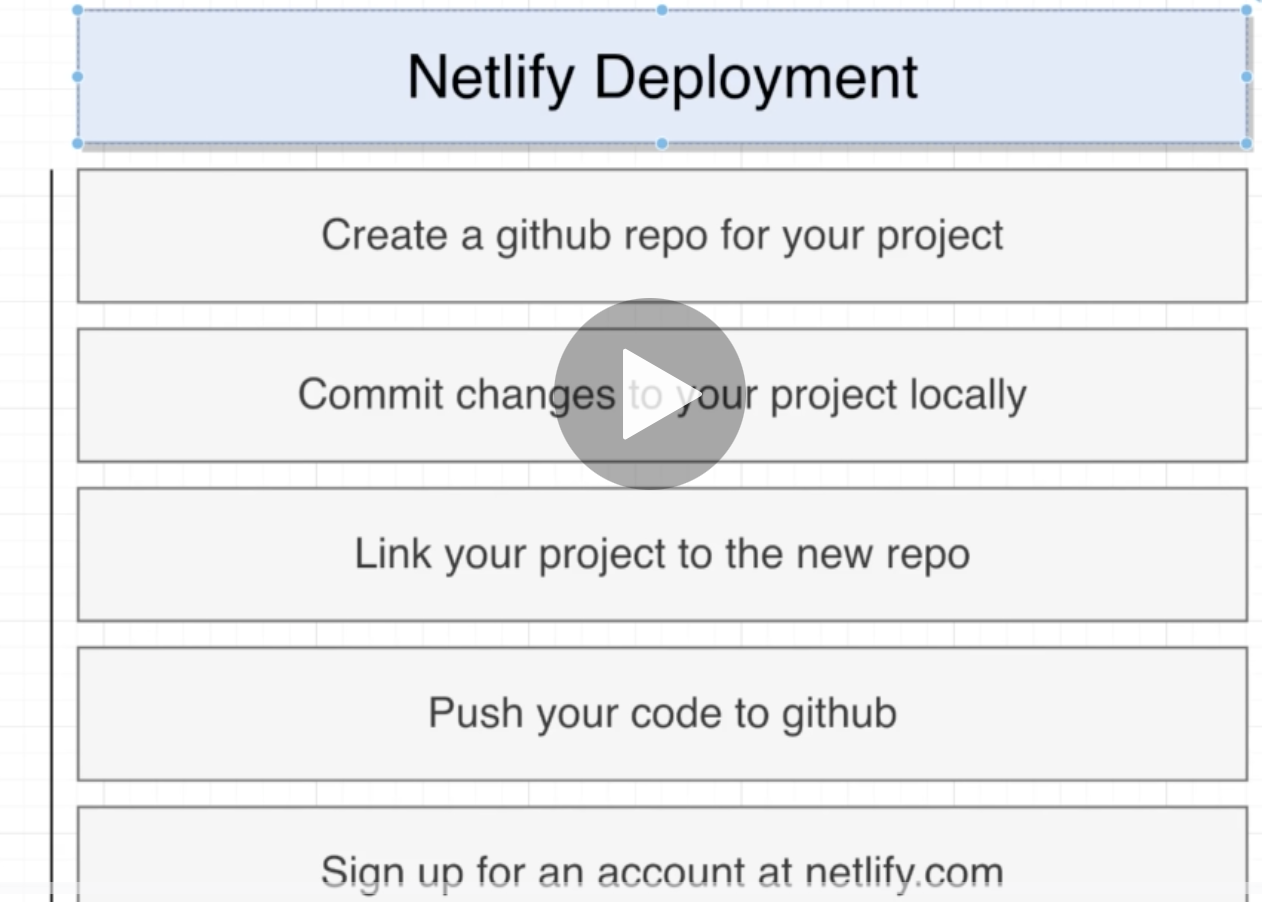 Netlify Deployment
Create a github repo for your project
Commit changes to your project locally
Link your project to the new repo
Push your code to github
Sign up for an account at netlify.com